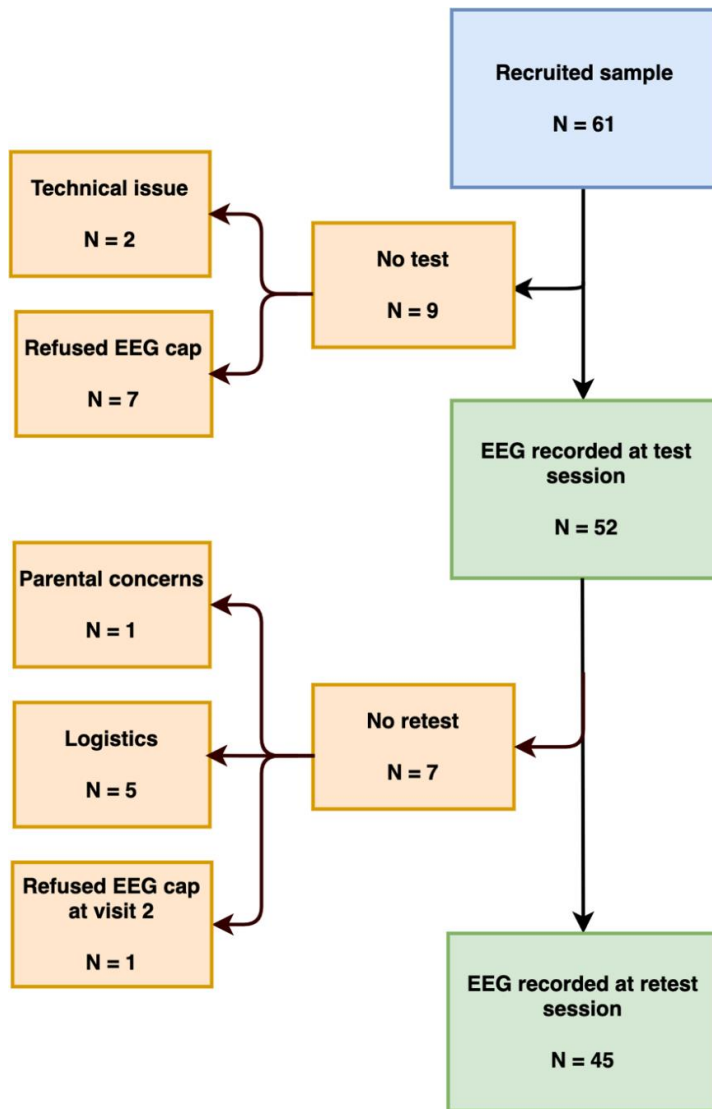 Recruited sample
N = 61
Technical issue
N = 2
No test
N = 9
Refused EEG cap
N = 7
EEG recorded at test
session
N = 52
Parental concerns
N = 1
No retest
N = 7
Logistics
N = 5
Refused EEG cap
at visit 2
N = 1
EEG recorded at retest
session
N = 45